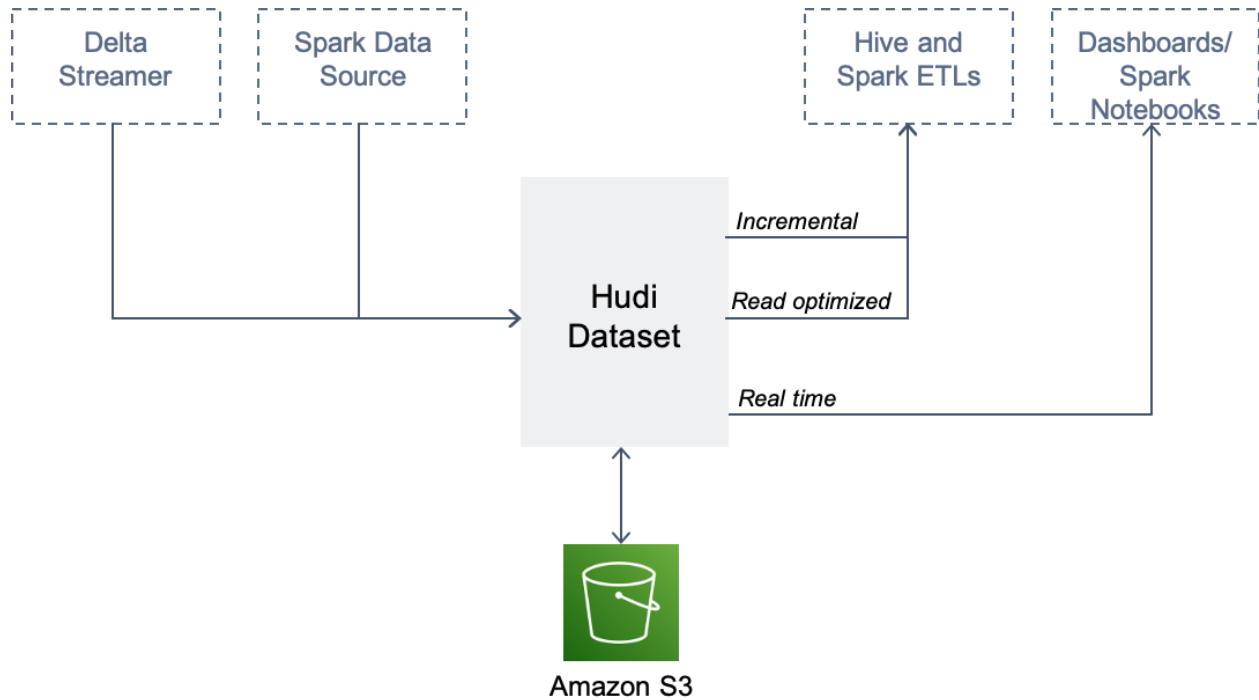 Delta
Streamer
Spark Data
Source
Hive and
Spark ETLs
Dashboards/
Spark
Notebooks
Incremental
Hudi
Dataset
Read optimized
Real time
Amazon S3